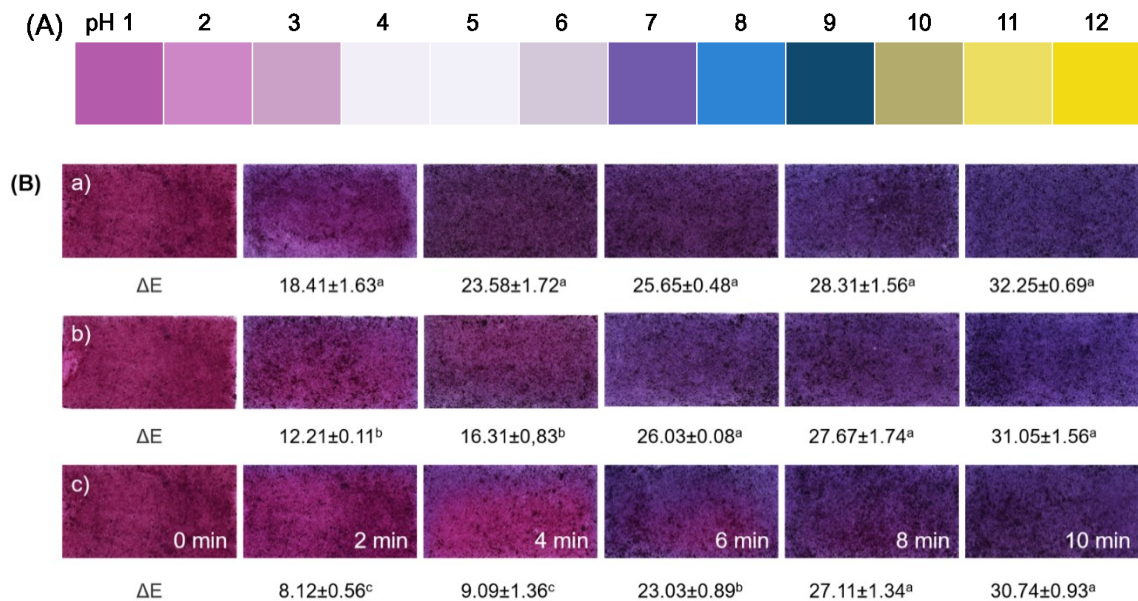 (A) pH 1 2 3 4 5 6 7 8 9 10 11 12
(B) a)
ΔE 18.41±1.63ᵃ 23.58±1.72ᵃ 25.65±0.48ᵃ 28.31±1.56ᵃ 32.25±0.69ᵃ
b)
ΔE 12.21±0.11ᵇ 16.31±0,83ᵇ 26.03±0.08ᵃ 27.67±1.74ᵃ 31.05±1.56ᵃ
c)
0 min 2 min 4 min 6 min 8 min 10 min
ΔE 8.12±0.56ᶜ 9.09±1.36ᶜ 23.03±0.89ᵇ 27.11±1.34ᵃ 30.74±0.93ᵃ